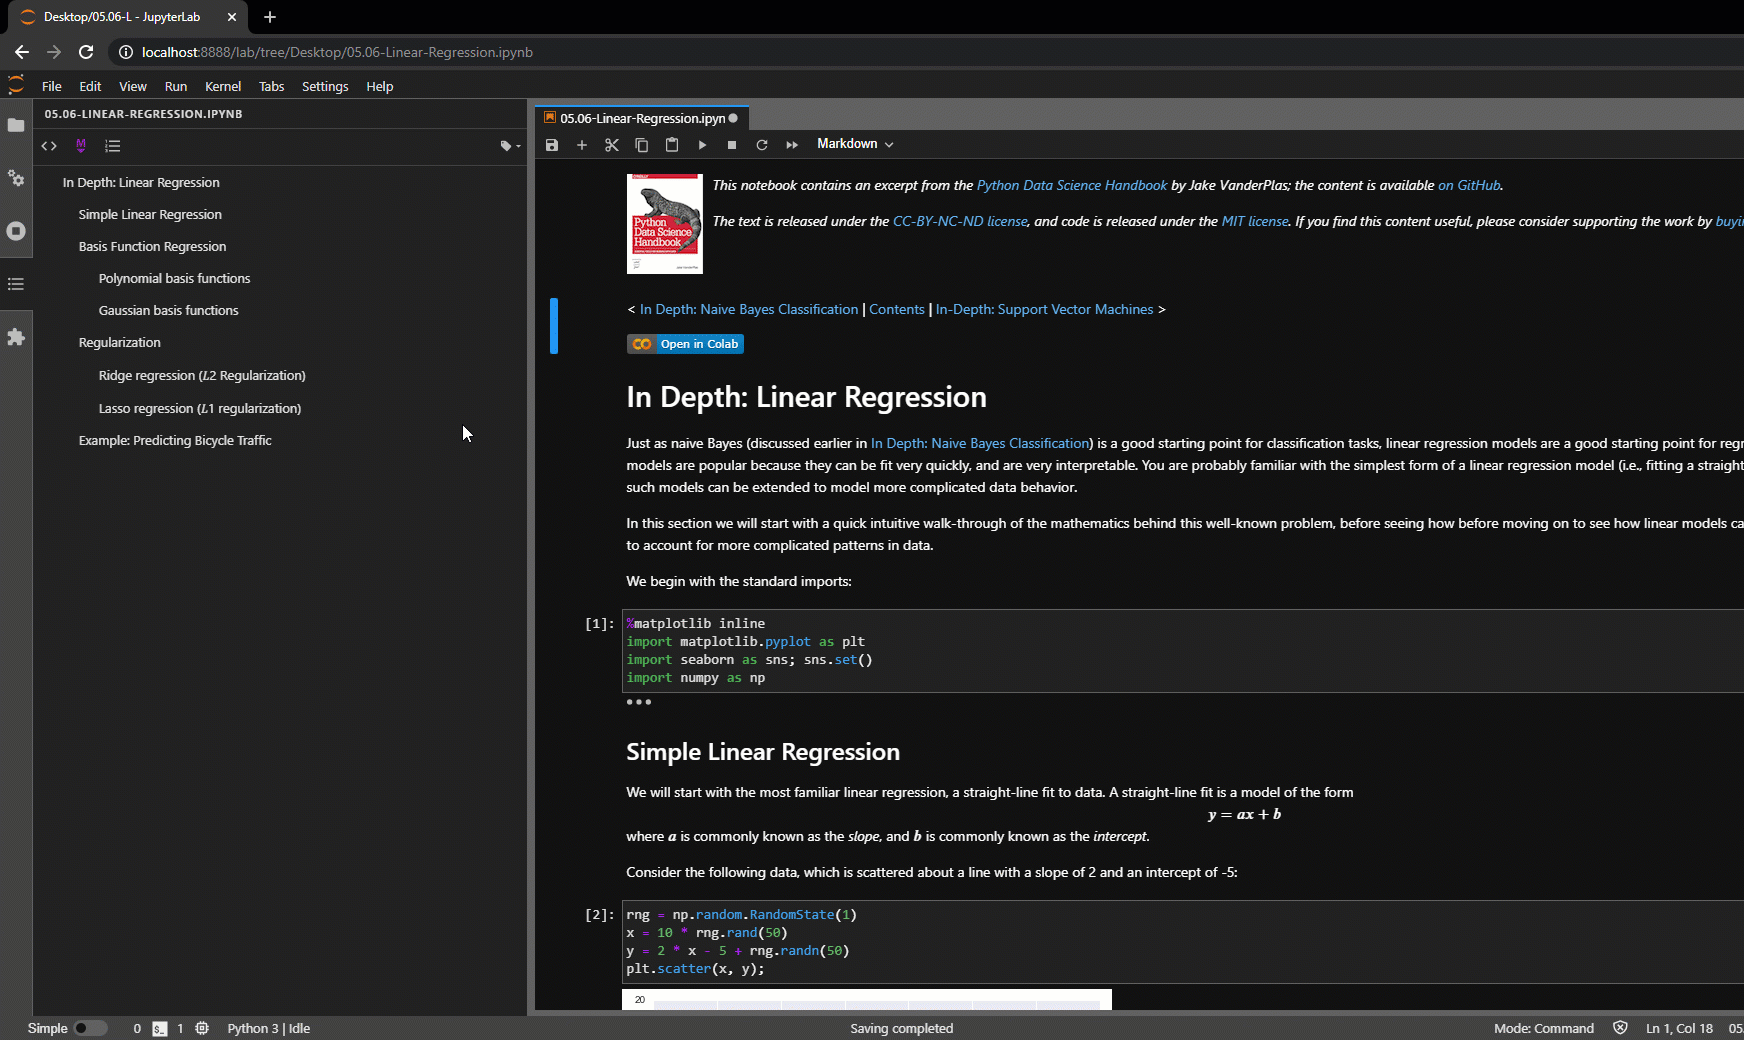 Desktop/05.06-L - JupyterLab
localhost:8888/lab/tree/Desktop/05.06-Linear-Regression.ipynb
File Edit View Run Kernel Tabs Settings Help
05.06-LINEAR-REGRESSION.IPYNB
In Depth: Linear Regression
Simple Linear Regression
Basis Function Regression
Polynomial basis functions
Gaussian basis functions
Regularization
Ridge regression (L2 Regularization)
Lasso regression (L1 regularization)
Example: Predicting Bicycle Traffic
05.06-Linear-Regression.ipyn
Markdown
Python
Data Science
Handbook
This notebook contains an excerpt from the Python Data Science Handbook by Jake VanderPlas; the content is available on GitHub.
The text is released under the CC-BY-NC-ND license, and code is released under the MIT license. If you find this content useful, please consider supporting the work by buyi
< In Depth: Naive Bayes Classification | Contents | In-Depth: Support Vector Machines >
Open in Colab
In Depth: Linear Regression
Just as naive Bayes (discussed earlier in In Depth: Naive Bayes Classification) is a good starting point for classification tasks, linear regression models are a good starting point for regr
models are popular because they can be fit very quickly, and are very interpretable. You are probably familiar with the simplest form of a linear regression model (i.e., fitting a straight
such models can be extended to model more complicated data behavior.
In this section we will start with a quick intuitive walk-through of the mathematics behind this well-known problem, before seeing how before moving on to see how linear models ca
to account for more complicated patterns in data.
We begin with the standard imports:
[1]: %matplotlib inline
import matplotlib.pyplot as plt
import seaborn as sns; sns.set()
import numpy as np
Simple Linear Regression
We will start with the most familiar linear regression, a straight-line fit to data. A straight-line fit is a model of the form
y = ax + b
where a is commonly known as the slope, and b is commonly known as the intercept.
Consider the following data, which is scattered about a line with a slope of 2 and an intercept of -5:
[2]: rng = np.random.RandomState(1)
x = 10 * rng.rand(50)
y = 2 * x - 5 + rng.randn(50)
plt.scatter(x, y);
20
Simple 0 $_ 1 Python 3 | Idle Saving completed Mode: Command Ln 1, Col 18 05.